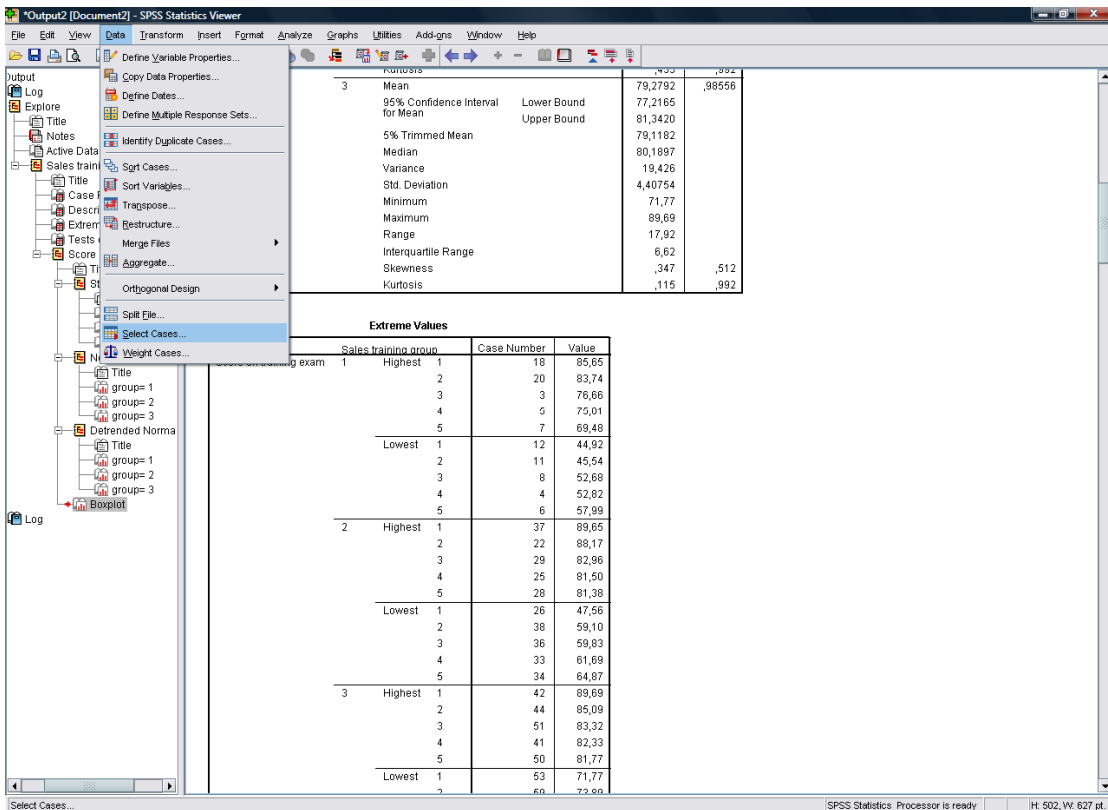 *Output2 [Document2] - SPSS Statistics Viewer
File Edit View Data Transform Insert Format Analyze Graphs Utilities Add-ons Window Help
Define Variable Properties...
Copy Data Properties...
Define Dates...
Define Multiple Response Sets...
Identify Duplicate Cases...
Sort Cases...
Sort Variables...
Transpose...
Restructure...
Merge Files
Aggregate...
Orthogonal Design
Split File...
Select Cases...
Weight Cases...
Output
Log
Explore
Title
Notes
Active Data
Sales traini
Title
Case
Descri
Extrem
Tests
Score
Ti
St
N
Title
group= 1
group= 2
group= 3
Detrended Norma
Title
group= 1
group= 2
group= 3
Boxplot
Log
Kurtosis ,455 ,992
3 Mean 79,2792 ,98556
95% Confidence Interval for Mean Lower Bound 77,2165
Upper Bound 81,3420
5% Trimmed Mean 79,1182
Median 80,1897
Variance 19,426
Std. Deviation 4,40754
Minimum 71,77
Maximum 89,69
Range 17,92
Interquartile Range 6,62
Skewness ,347 ,512
Kurtosis ,115 ,992
Extreme Values
Sales training group Case Number Value
Score on training exam 1 Highest 1 18 85,65
2 20 83,74
3 3 76,66
4 5 75,01
5 7 69,48
Lowest 1 12 44,92
2 11 45,54
3 8 52,68
4 4 52,82
5 6 57,99
2 Highest 1 37 89,65
2 22 88,17
3 29 82,96
4 25 81,50
5 28 81,38
Lowest 1 26 47,56
2 38 59,10
3 36 59,83
4 33 61,69
5 34 64,87
3 Highest 1 42 89,69
2 44 85,09
3 51 83,32
4 41 82,33
5 50 81,77
Lowest 1 53 71,77
2 59 73,89
Select Cases... SPSS Statistics Processor is ready H: 502, W: 627 pt.